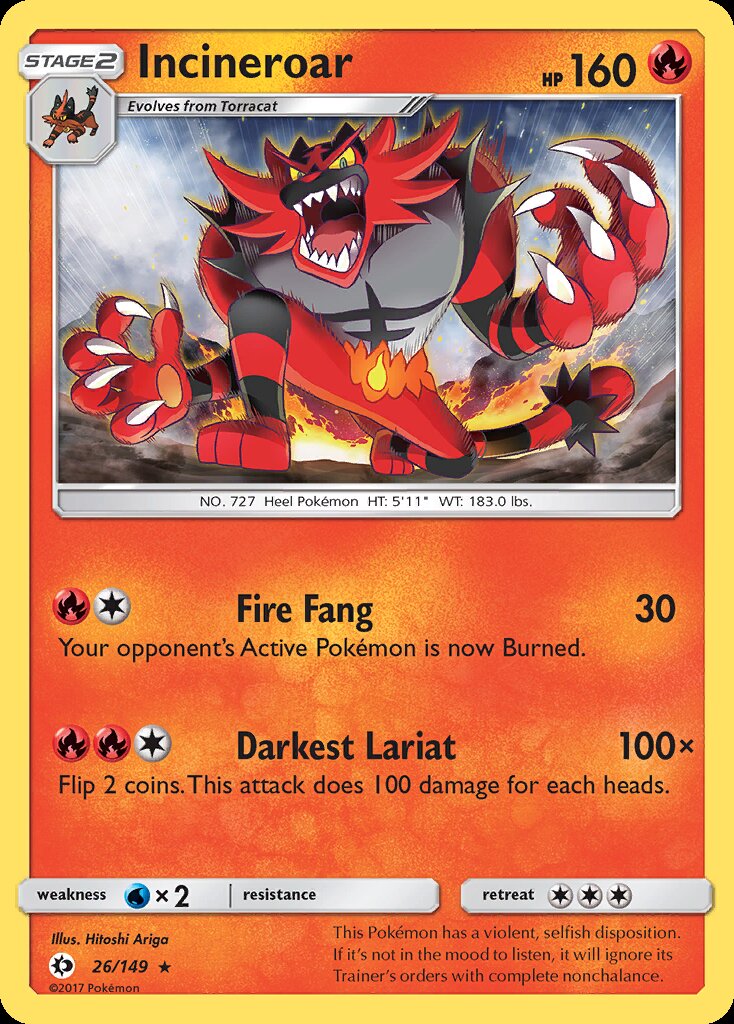 STAGE2
Incineroar
HP 160
Evolves from Torracat
NO. 727 Heel Pokémon HT: 5'11" WT: 183.0 lbs.
Fire Fang 30
Your opponent's Active Pokémon is now Burned.
Darkest Lariat 100×
Flip 2 coins. This attack does 100 damage for each heads.
weakness ×2 resistance retreat
Illus. Hitoshi Ariga
26/149 ★
©2017 Pokémon
This Pokémon has a violent, selfish disposition.
If it's not in the mood to listen, it will ignore its
Trainer's orders with complete nonchalance.